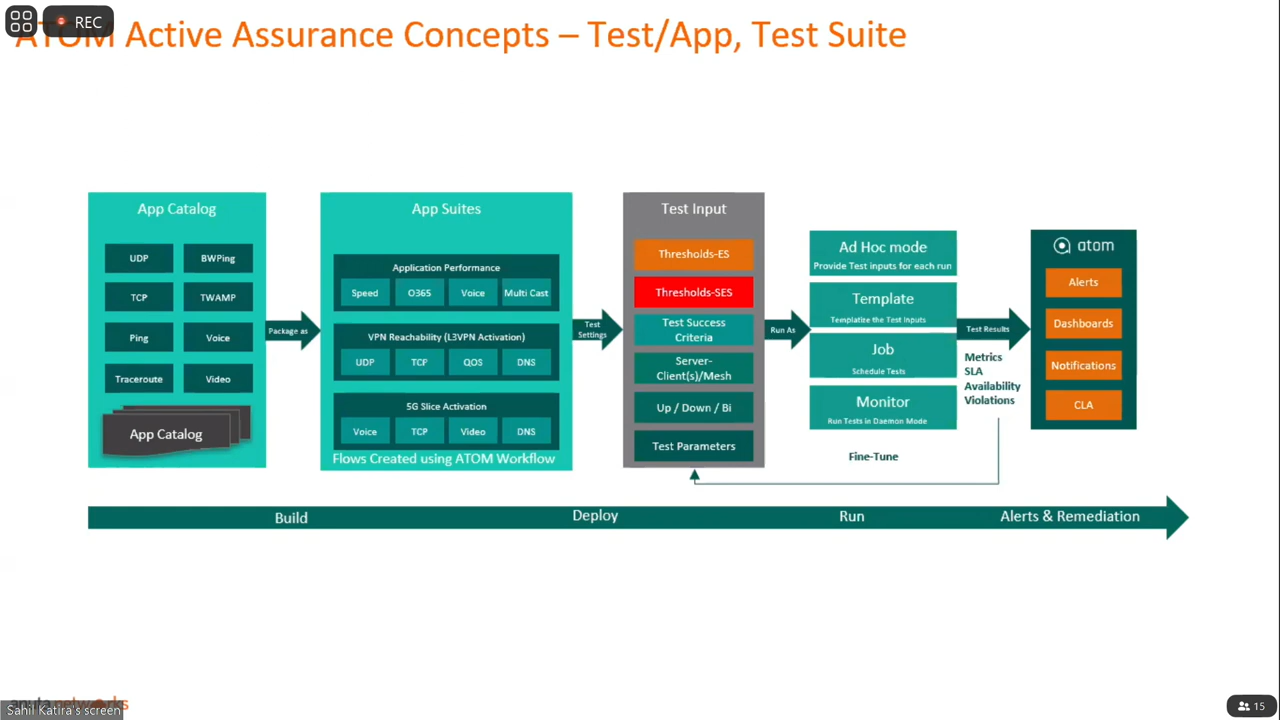 REC
ATOM Active Assurance Concepts – Test/App, Test Suite
App Catalog
UDP
BWPing
TCP
TWAMP
Ping
Voice
Traceroute
Video
App Catalog
Package as
App Suites
Application Performance
Speed
O365
Voice
Multi Cast
VPN Reachability (L3VPN Activation)
UDP
TCP
QOS
DNS
5G Slice Activation
Voice
TCP
Video
DNS
Flows Created using ATOM Workflow
Test
Settings
Test Input
Thresholds-ES
Thresholds-SES
Test Success
Criteria
Server-
Client(s)/Mesh
Up / Down / Bi
Test Parameters
Run As
Ad Hoc mode
Provide Test inputs for each run
Template
Templatize the Test Inputs
Job
Schedule Tests
Monitor
Run Tests in Daemon Mode
Fine-Tune
Test Results
Metrics
SLA
Availability
Violations
atom
Alerts
Dashboards
Notifications
CLA
Build
Deploy
Run
Alerts & Remediation
anuta networks
Sahil Katira's screen
15